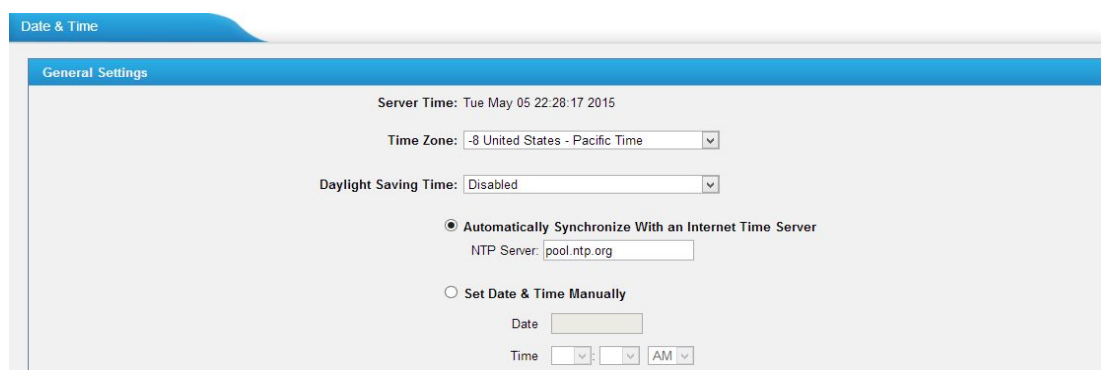 Date & Time
General Settings
Server Time: Tue May 05 22:28:17 2015
Time Zone: -8 United States - Pacific Time
Daylight Saving Time: Disabled
Automatically Synchronize With an Internet Time Server
NTP Server: pool.ntp.org
Set Date & Time Manually
Date
Time : AM